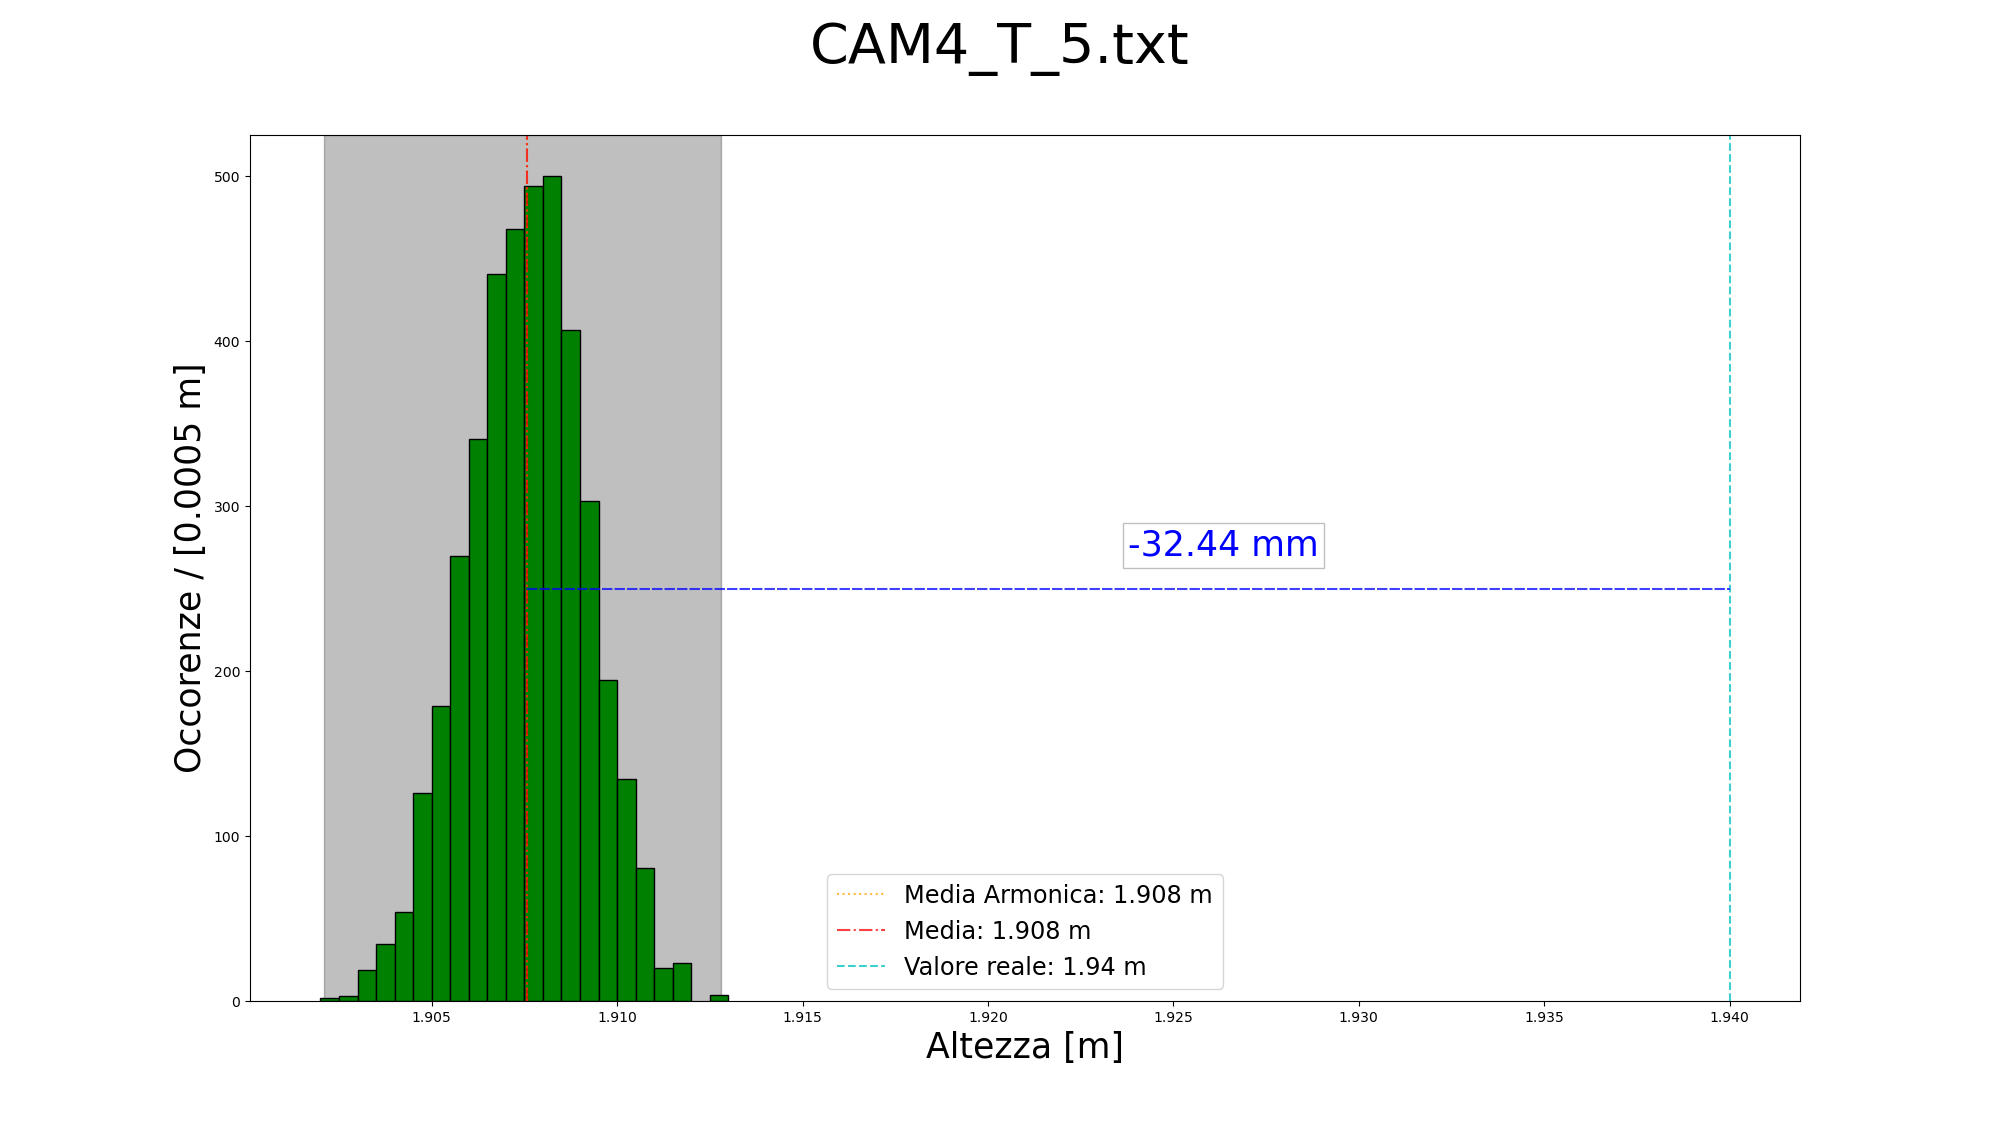 CAM4_T_5.txt
Occorenze / [0.0005 m]
500
400
300
200
100
0
-32.44 mm
Media Armonica: 1.908 m
Media: 1.908 m
Valore reale: 1.94 m
1.905 1.910 1.915 1.920 1.925 1.930 1.935 1.940
Altezza [m]